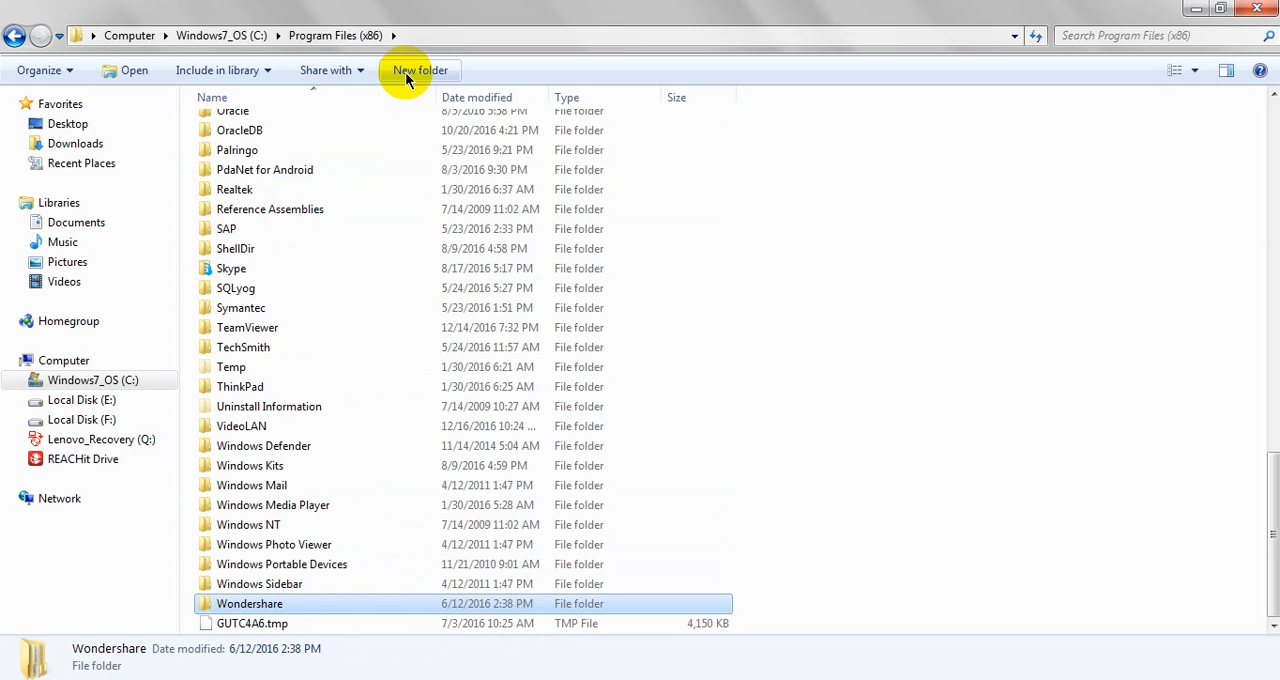 Computer Windows7_OS (C:) Program Files (x86) Search Program Files (x86)
Organize Open Include in library Share with New folder
Name Date modified Type Size
Favorites
Desktop
Downloads
Recent Places
Libraries
Documents
Music
Pictures
Videos
Homegroup
Computer
Windows7_OS (C:)
Local Disk (E:)
Local Disk (F:)
Lenovo_Recovery (Q:)
REACHit Drive
Network
Oracle 8/5/2016 5:58 PM File folder
OracleDB 10/20/2016 4:21 PM File folder
Palringo 5/23/2016 9:21 PM File folder
PdaNet for Android 8/3/2016 9:30 PM File folder
Realtek 1/30/2016 6:37 AM File folder
Reference Assemblies 7/14/2009 11:02 AM File folder
SAP 5/23/2016 2:33 PM File folder
ShellDir 8/9/2016 4:58 PM File folder
Skype 8/17/2016 5:17 PM File folder
SQLyog 5/24/2016 5:27 PM File folder
Symantec 5/23/2016 1:51 PM File folder
TeamViewer 12/14/2016 7:32 PM File folder
TechSmith 5/24/2016 11:57 AM File folder
Temp 1/30/2016 6:21 AM File folder
ThinkPad 1/30/2016 6:25 AM File folder
Uninstall Information 7/14/2009 10:27 AM File folder
VideoLAN 12/16/2016 10:24 ... File folder
Windows Defender 11/14/2014 5:04 AM File folder
Windows Kits 8/9/2016 4:59 PM File folder
Windows Mail 4/12/2011 1:47 PM File folder
Windows Media Player 1/30/2016 5:28 AM File folder
Windows NT 7/14/2009 11:02 AM File folder
Windows Photo Viewer 4/12/2011 1:47 PM File folder
Windows Portable Devices 11/21/2010 9:01 AM File folder
Windows Sidebar 4/12/2011 1:47 PM File folder
Wondershare 6/12/2016 2:38 PM File folder
GUTC4A6.tmp 7/3/2016 10:25 AM TMP File 4,150 KB
Wondershare Date modified: 6/12/2016 2:38 PM
File folder